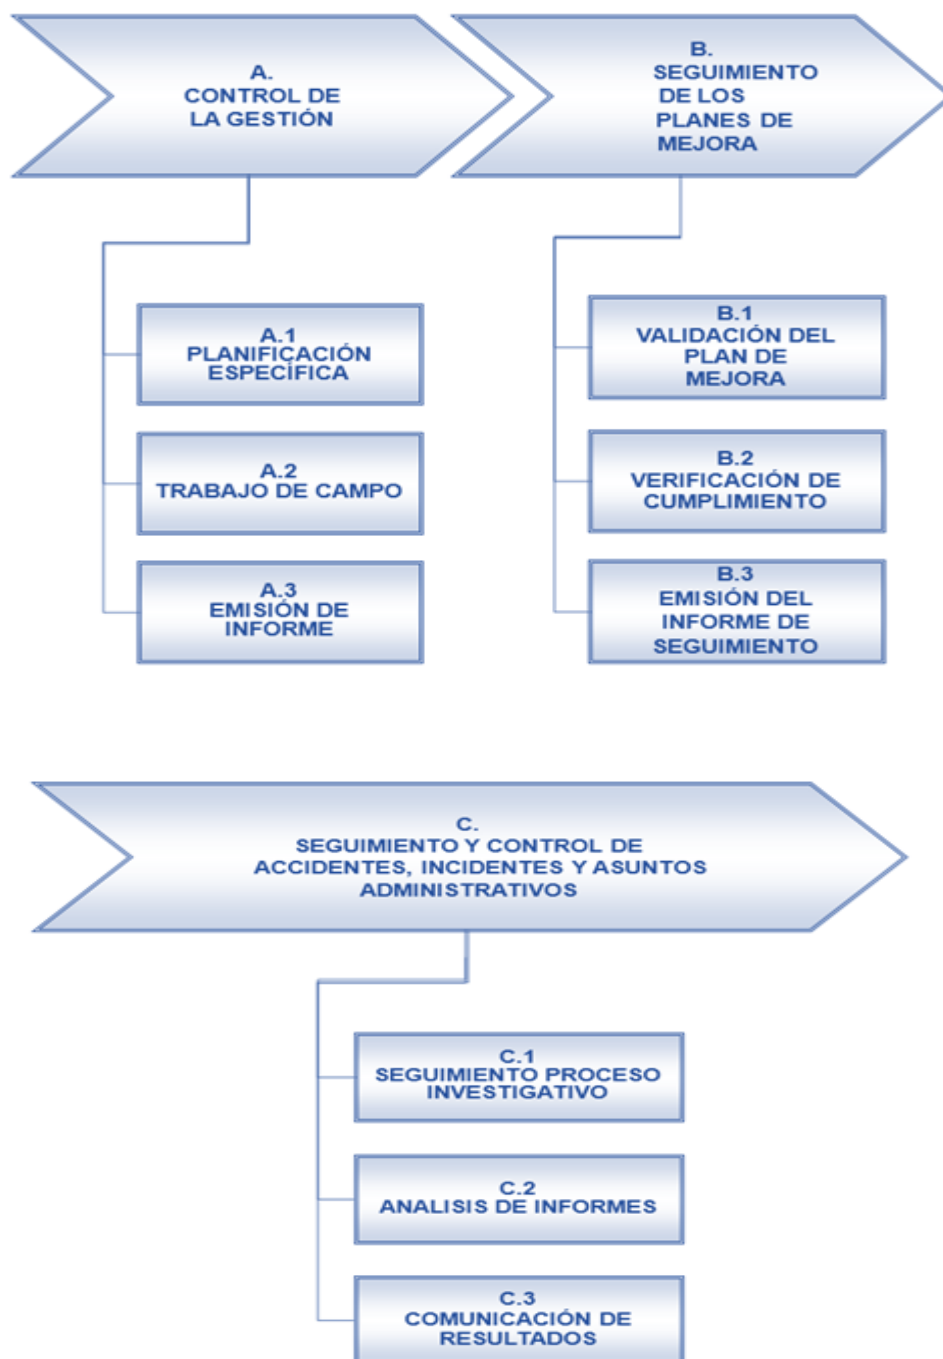 A.
CONTROL DE
LA GESTIÓN
B.
SEGUIMIENTO
DE LOS
PLANES DE
MEJORA
A.1
PLANIFICACIÓN
ESPECÍFICA
A.2
TRABAJO DE CAMPO
A.3
EMISIÓN DE
INFORME
B.1
VALIDACIÓN DEL
PLAN DE
MEJORA
B.2
VERIFICACIÓN DE
CUMPLIMIENTO
B.3
EMISIÓN DEL
INFORME DE
SEGUIMIENTO
C.
SEGUIMIENTO Y CONTROL DE
ACCIDENTES, INCIDENTES Y ASUNTOS
ADMINISTRATIVOS
C.1
SEGUIMIENTO PROCESO
INVESTIGATIVO
C.2
ANALISIS DE INFORMES
C.3
COMUNICACIÓN DE
RESULTADOS